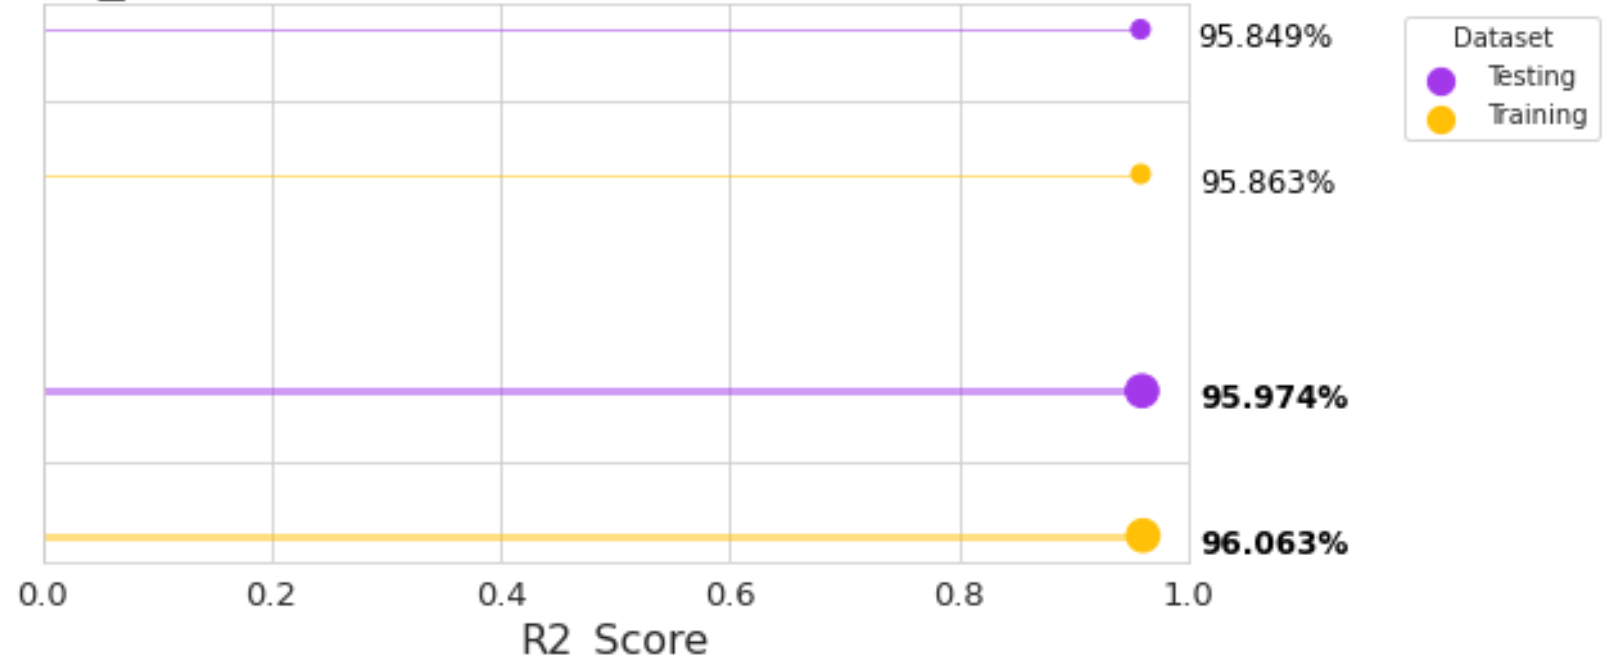 95.849%
Dataset
Testing
Training
95.863%
95.974%
96.063%
0.0 0.2 0.4 0.6 0.8 1.0
R2 Score